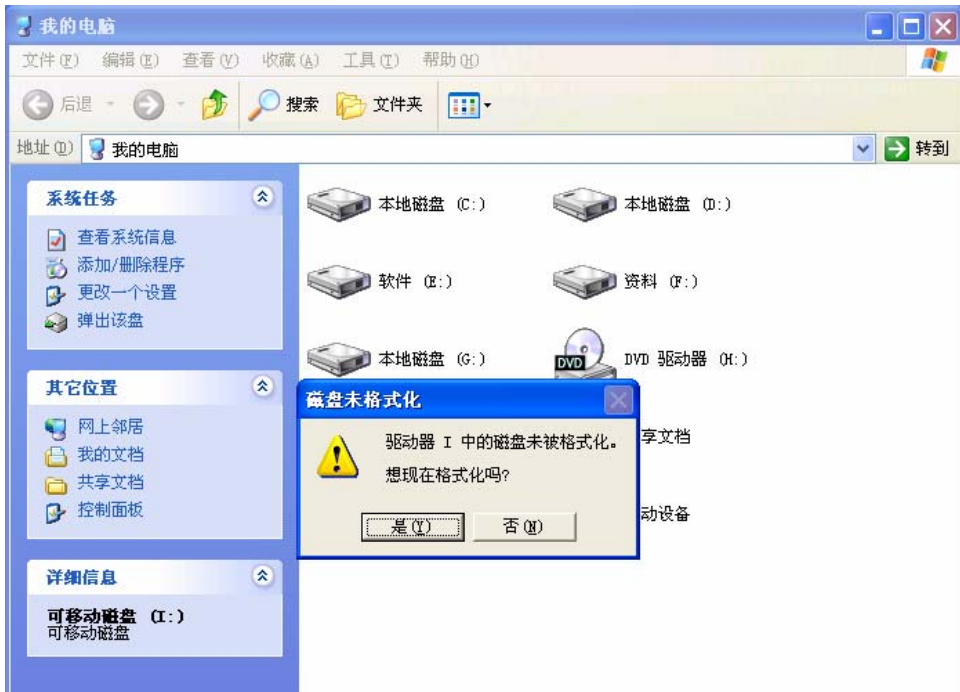 我的电脑
文件(F) 编辑(E) 查看(V) 收藏(A) 工具(T) 帮助(H)
后退 搜索 文件夹
地址(D) 我的电脑 转到
系统任务
查看系统信息
添加/删除程序
更改一个设置
弹出该盘
其它位置
网上邻居
我的文档
共享文档
控制面板
详细信息
可移动磁盘 (I:)
可移动磁盘
本地磁盘 (C:) 本地磁盘 (D:)
软件 (E:) 资料 (F:)
本地磁盘 (G:) DVD DVD 驱动器 (H:)
享文档
动设备
磁盘未格式化
驱动器 I 中的磁盘未被格式化。
想现在格式化吗?
是(Y) 否(N)